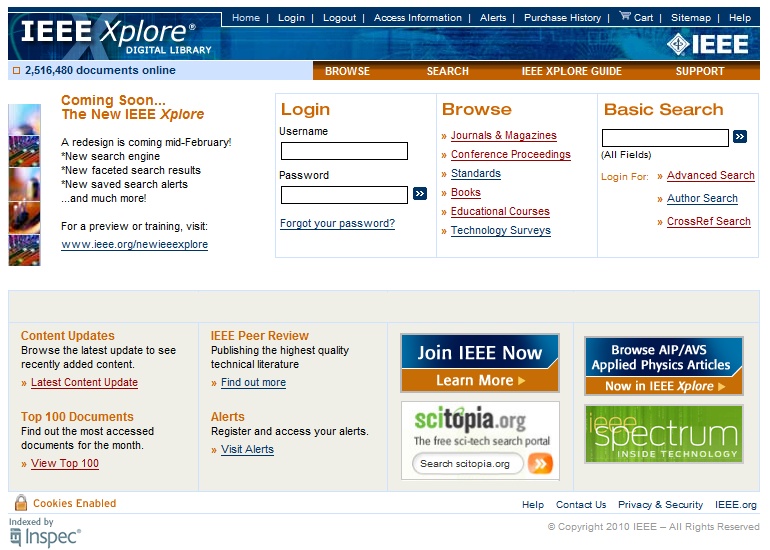 Home | Login | Logout | Access Information | Alerts | Purchase History | Cart | Sitemap | Help
IEEE Xplore®
DIGITAL LIBRARY
IEEE
2,516,480 documents online
BROWSE SEARCH IEEE XPLORE GUIDE SUPPORT
Coming Soon...
The New IEEE Xplore
A redesign is coming mid-February!
*New search engine
*New faceted search results
*New saved search alerts
...and much more!
For a preview or training, visit:
www.ieee.org/newieeexplore
Login
Username
Password
»
Forgot your password?
Browse
» Journals & Magazines
» Conference Proceedings
» Standards
» Books
» Educational Courses
» Technology Surveys
Basic Search
»
(All Fields)
Login For: » Advanced Search
» Author Search
» CrossRef Search
Content Updates
Browse the latest update to see
recently added content.
» Latest Content Update
Top 100 Documents
Find out the most accessed
documents for the month.
» View Top 100
IEEE Peer Review
Publishing the highest quality
technical literature
» Find out more
Alerts
Register and access your alerts.
» Visit Alerts
Join IEEE Now
Learn More
scitopia.org
The free sci-tech search portal
Search scitopia.org
Browse AIP/AVS
Applied Physics Articles
Now in IEEE Xplore
ieee
spectrum
INSIDE TECHNOLOGY
Cookies Enabled
Help Contact Us Privacy & Security IEEE.org
Indexed by
Inspec®
© Copyright 2010 IEEE – All Rights Reserved